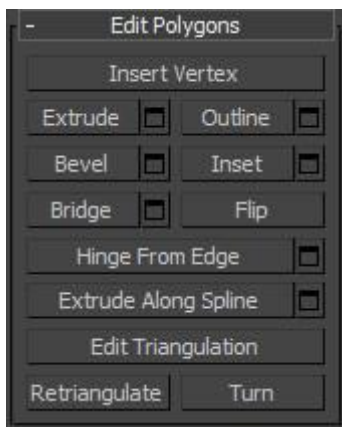 - Edit Polygons
Insert Vertex
Extrude Outline
Bevel Inset
Bridge Flip
Hinge From Edge
Extrude Along Spline
Edit Triangulation
Retriangulate Turn